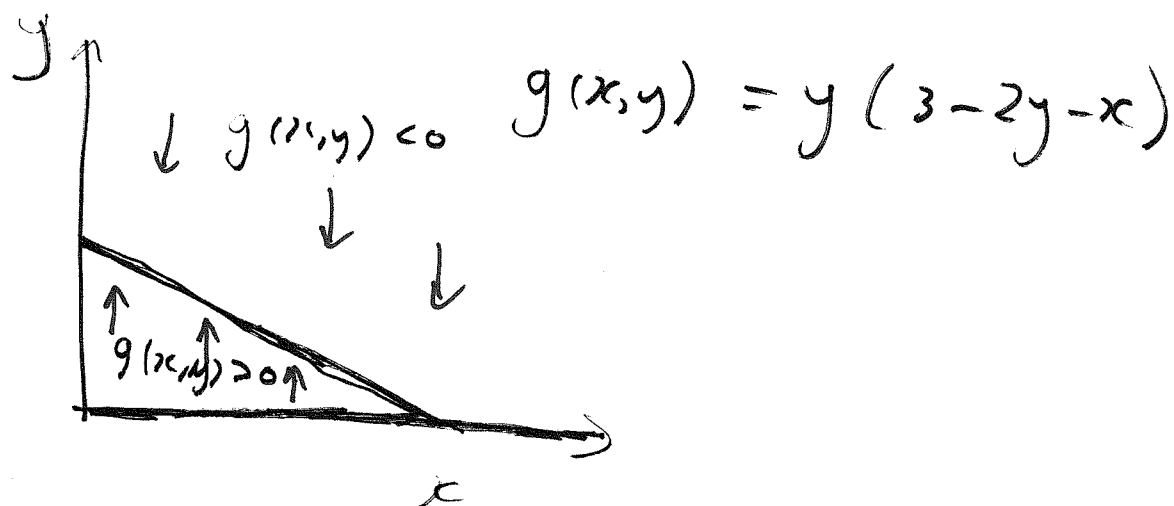 y
g(x,y) = y(3-2y-x)
g(x,y) <0
g(x,y) >0
x